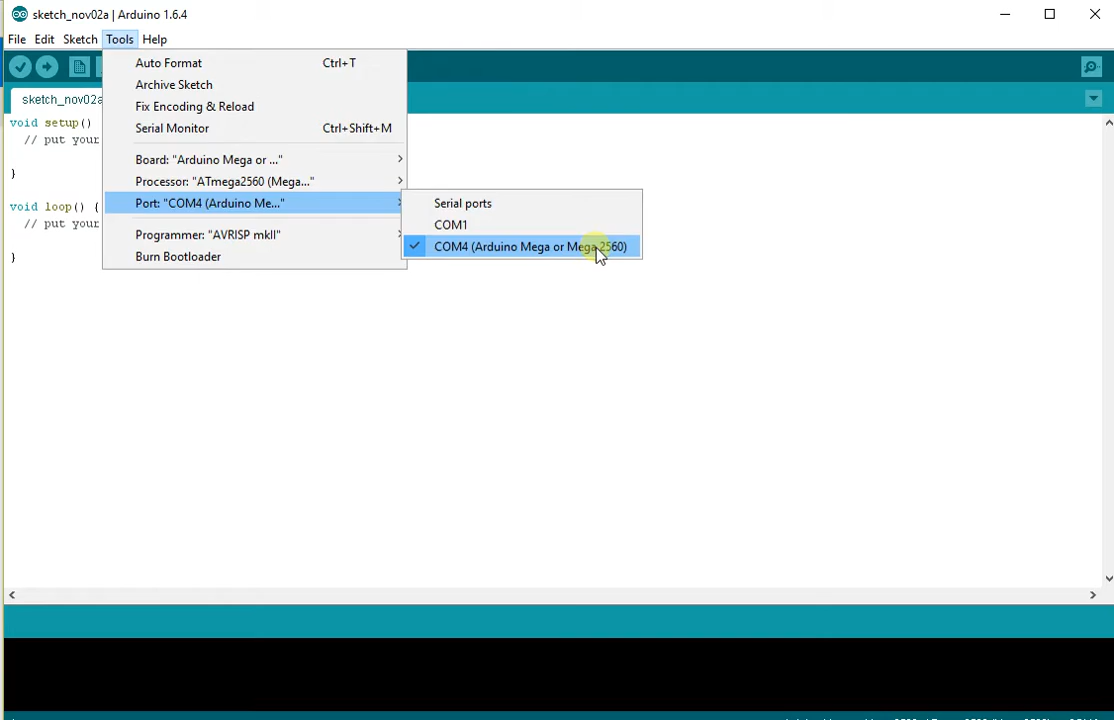 sketch_nov02a | Arduino 1.6.4
File Edit Sketch Tools Help
Auto Format Ctrl+T
Archive Sketch
Fix Encoding & Reload
Serial Monitor Ctrl+Shift+M
Board: "Arduino Mega or ..."
Processor: "ATmega2560 (Mega..."
Port: "COM4 (Arduino Me..."
Programmer: "AVRISP mkII"
Burn Bootloader
Serial ports
COM1
COM4 (Arduino Mega or Mega 2560)
sketch_nov02a
void setup()
// put your
}
void loop() {
// put your
}